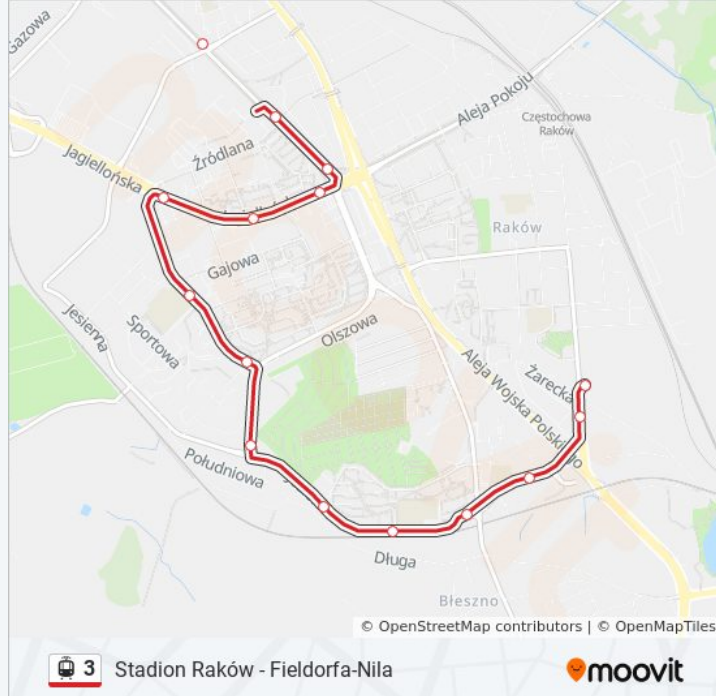 Gazowa
Aleja Pokoju
Częstochowa
Raków
Jagiellońska
Źródlana
Raków
Gajowa
Jesienna
Sportowa
Olszowa
Aleja Wojska Polskiego
Żarecka
Południowa
Długa
Błeszno
© OpenStreetMap contributors | © OpenMapTiles
3 Stadion Raków - Fieldorfa-Nila
moovit